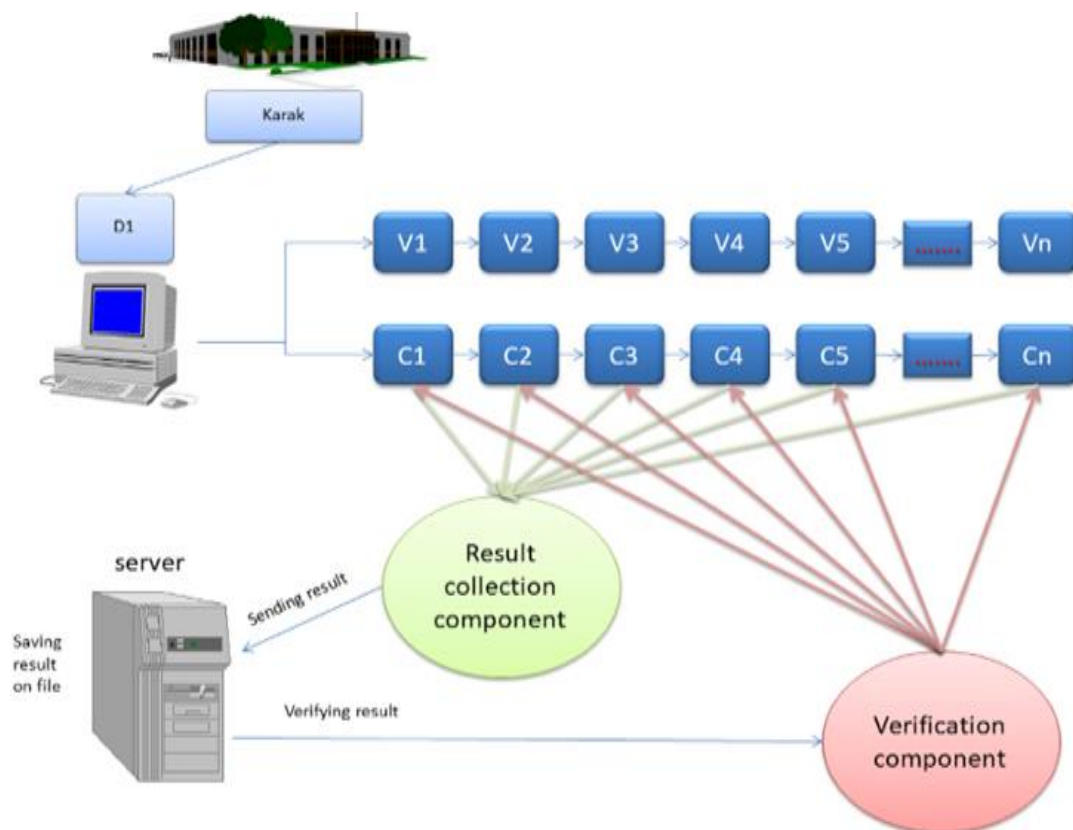 Karak
D1
V1
V2
V3
V4
V5
.......
Vn
C1
C2
C3
C4
C5
.......
Cn
Result
collection
component
server
Sending result
Saving
result
on file
Verifying result
Verification
component